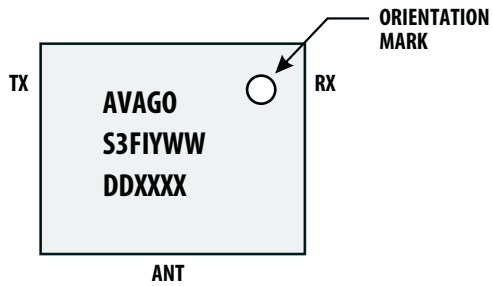 ORIENTATION
MARK
TX
RX
AVAGO
S3FIYWW
DDXXXX
ANT